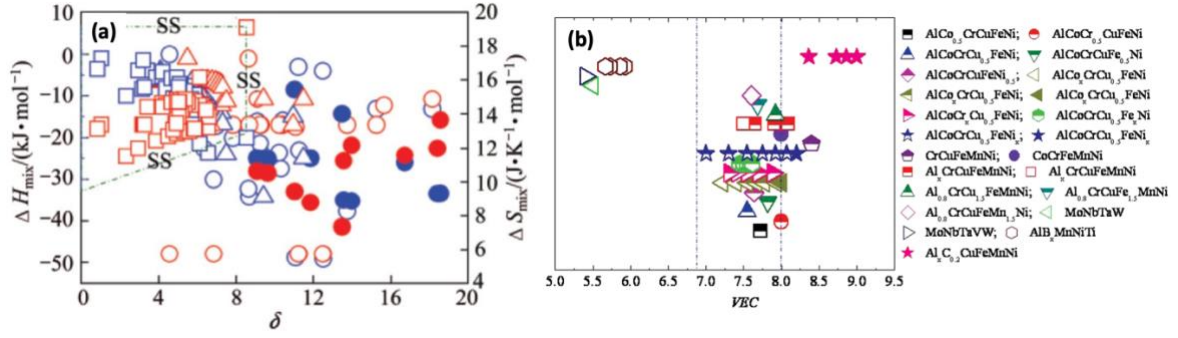 (a)
10
0
−10
−20
−30
−40
−50
Δ Hmix/(kJ•mol−1)
20
18
16
14
12
10
8
6
4
Δ Smix/(J•K−1•mol−1)
SS
SS
SS
0 4 8 12 16 20
δ
(b)
5.0 5.5 6.0 6.5 7.0 7.5 8.0 8.5 9.0 9.5
VEC
AlCo0.5CrCuFeNi; AlCoCr0.5CuFeNi
AlCoCrCu0.5FeNi; AlCoCrCuFe0.5Ni
AlCoCrCuFeNi0.5; AlCoxCrCu0.5FeNi
AlCoxCrCu0.5FeNi; AlCoxCrCu0.5FeNi
AlCoCrxCu0.5FeNi; AlCoCrCu0.5FexNi
AlCoCrCu0.5FeNix; AlCoCrCu0.5FeNix
CrCuFeMnNi; CoCrFeMnNi
AlxCrCuFeMnNi; AlxCrCuFeMnNi
Al0.8CrCu1.5FeMnNi; Al0.8CrCuFe1.5MnNi
Al0.8CrCuFeMn1.5Ni; MoNbTaW
MoNbTaVW; AlBxMnNiTi
AlxC0.2CuFeMnNi